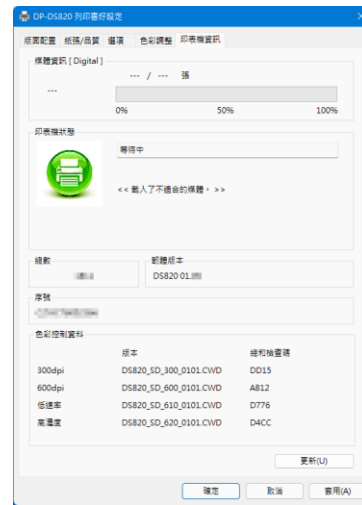 DP-DS820 列印喜好設定
版面配置 紙張/品質 選項 色彩調整 印表機資訊
媒體資訊 [ Digital ]
--- / --- 張
---
0% 50% 100%
印表機狀態
等待中
<< 載入了不適合的媒體。 >>
總數 韌體版本
DS820 01.
序號
色彩控制資料
版本 總和檢查碼
300dpi DS820_SD_300_0101.CWD DD15
600dpi DS820_SD_600_0101.CWD A812
低速率 DS820_SD_610_0101.CWD D776
高濃度 DS820_SD_620_0101.CWD D4CC
更新(U)
確定 取消 套用(A)